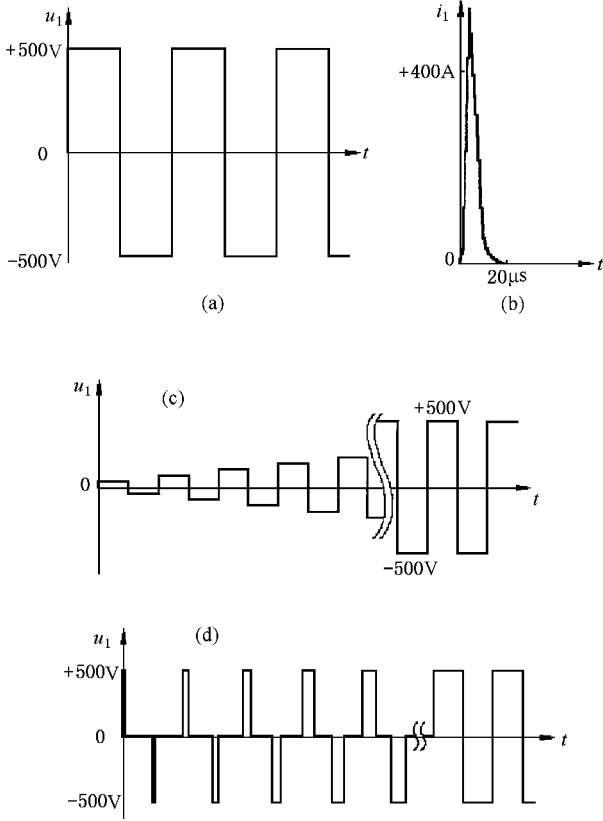 u₁
+500V
0
t
−500V
(a)
i₁
+400A
0
20μs
t
(b)
u₁
(c)
+500V
0
t
−500V
u₁
(d)
+500V
0
t
−500V